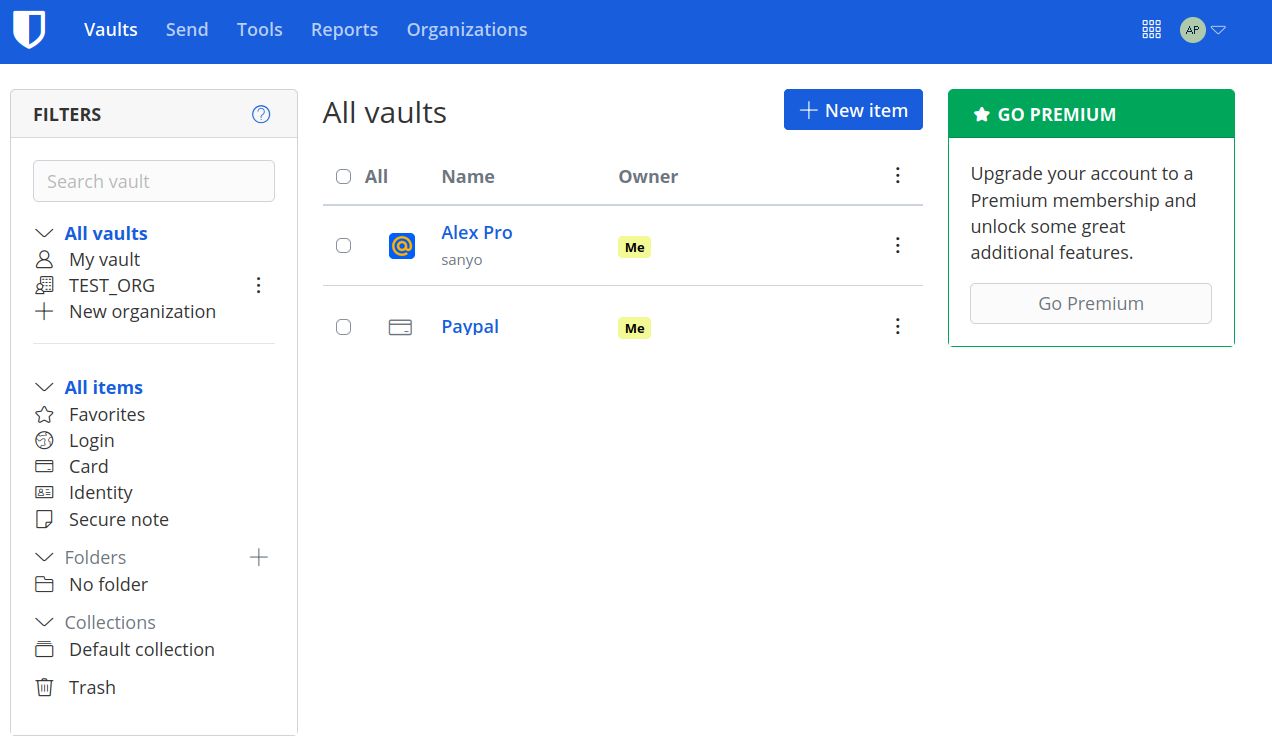 Vaults Send Tools Reports Organizations
AP
FILTERS
Search vault
All vaults
My vault
TEST_ORG
New organization
All items
Favorites
Login
Card
Identity
Secure note
Folders
No folder
Collections
Default collection
Trash
All vaults
New item
All Name Owner
Alex Pro
sanyo
Me
Paypal
Me
GO PREMIUM
Upgrade your account to a
Premium membership and
unlock some great
additional features.
Go Premium